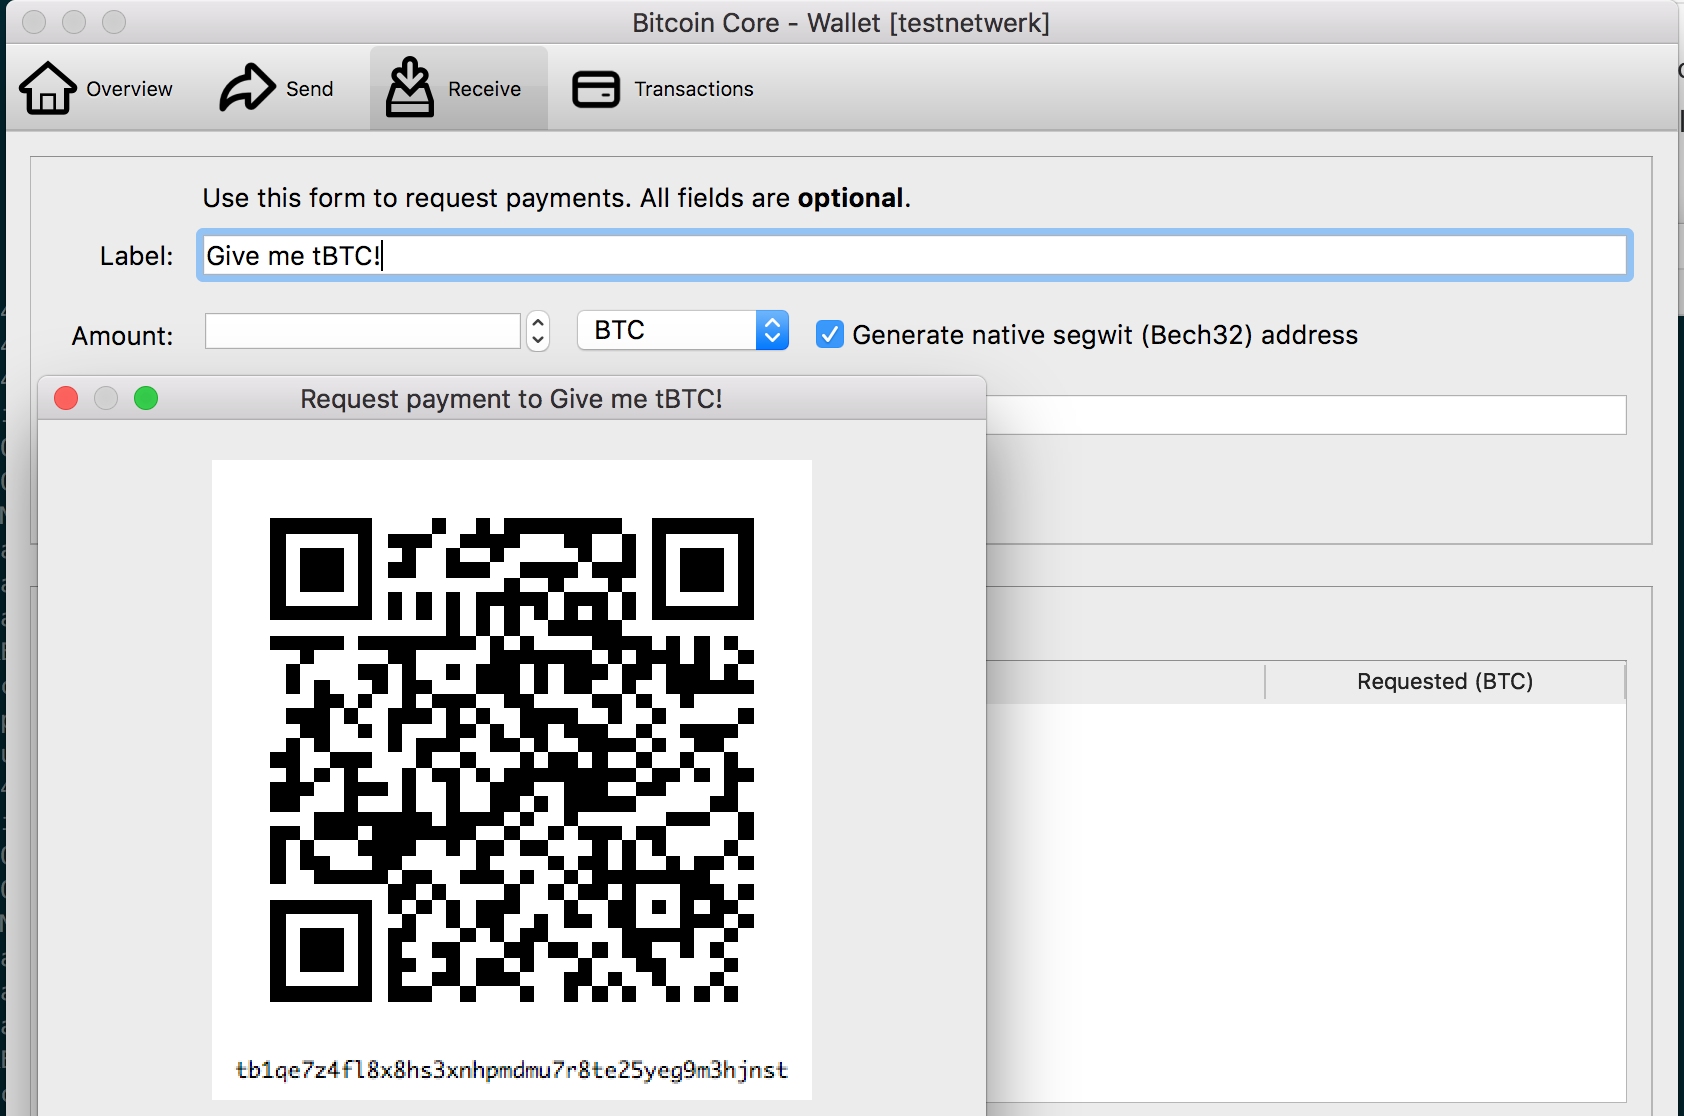 Bitcoin Core - Wallet [testnetwerk]
Overview
Send
Receive
Transactions
Use this form to request payments. All fields are optional.
Label: Give me tBTC!
Amount: BTC Generate native segwit (Bech32) address
Request payment to Give me tBTC!
Requested (BTC)
tb1qe7z4fl8x8hs3xnhpmdmu7r8te25yeg9m3hjnst